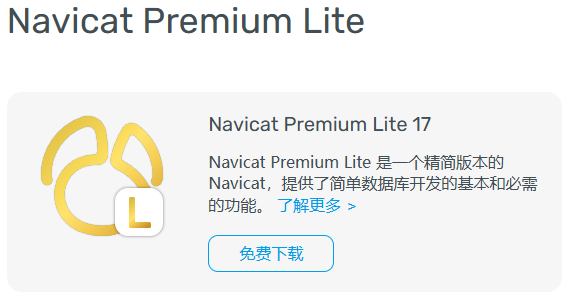 Navicat Premium Lite
Navicat Premium Lite 17
Navicat Premium Lite 是一个精简版本的
Navicat，提供了简单数据库开发的基本和必需
的功能。 了解更多 >
L
免费下载